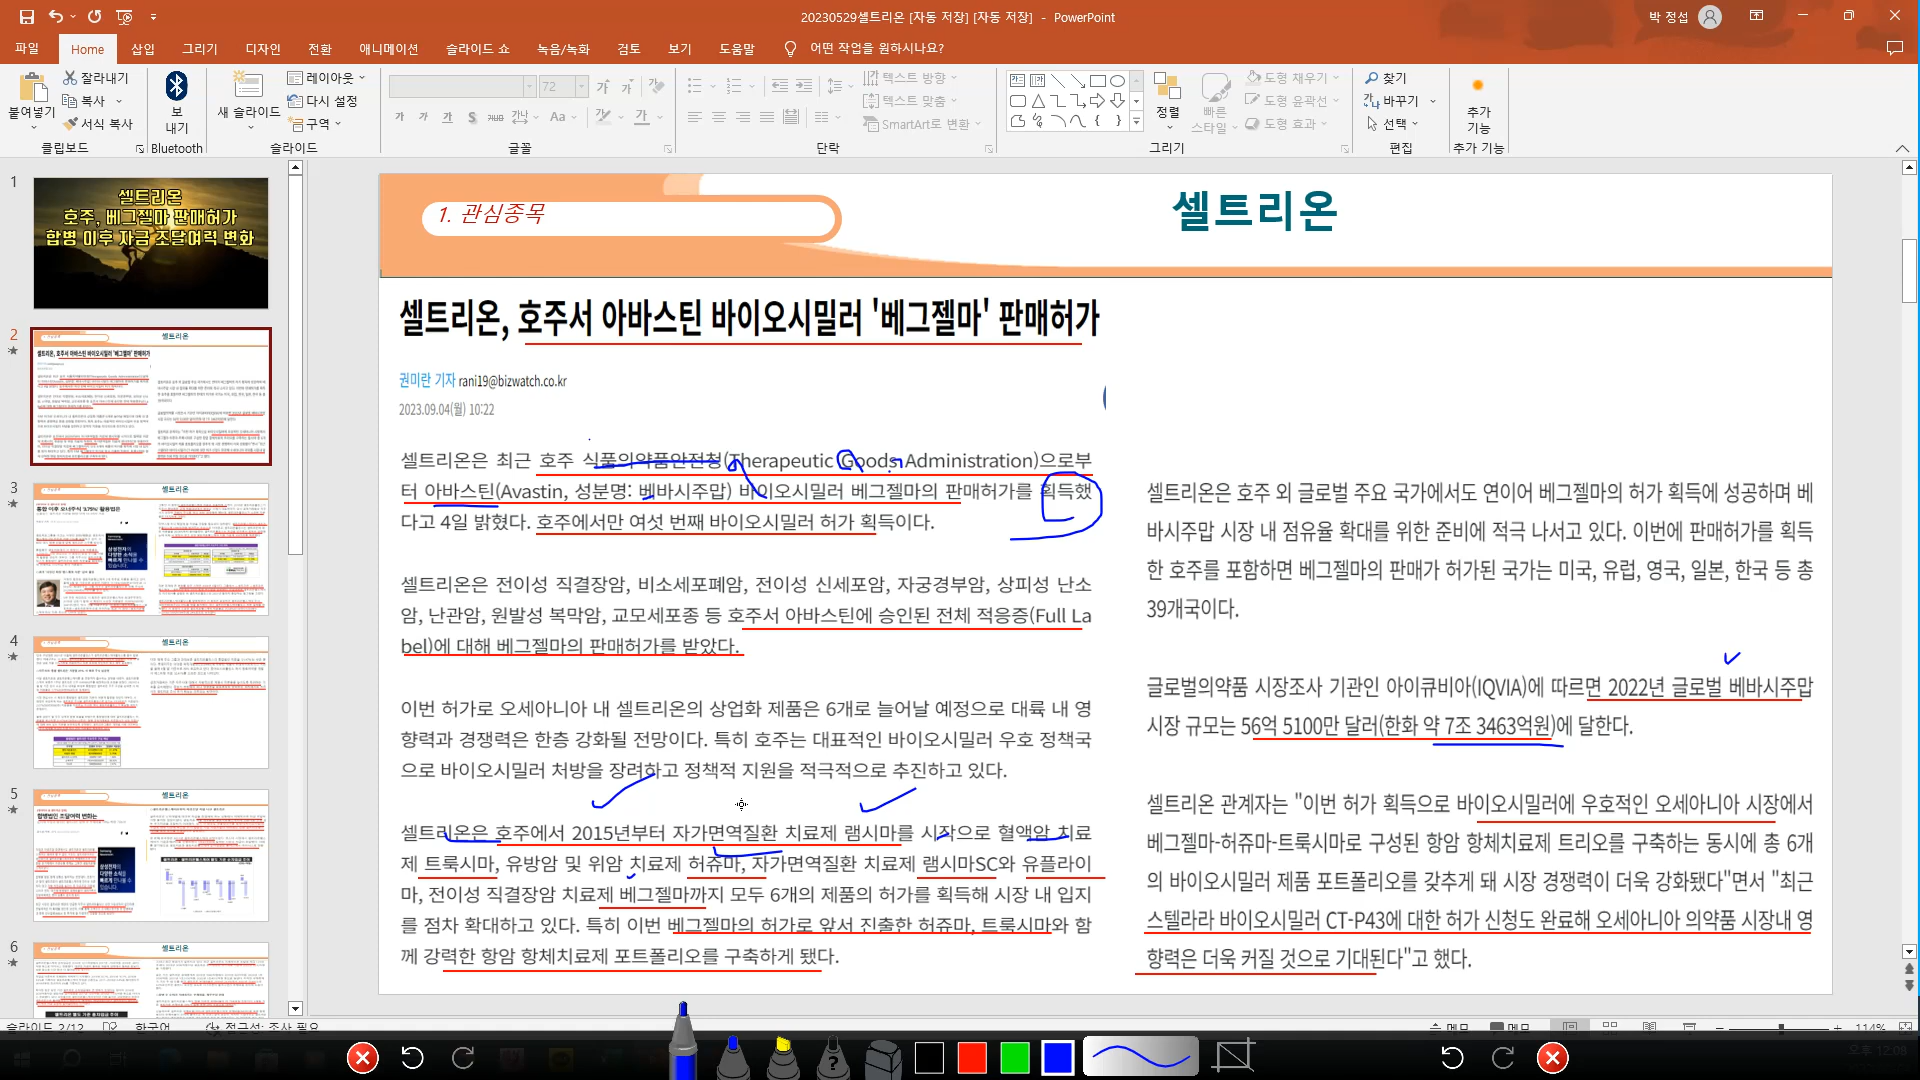 20230529셀트리온 [자동 저장] [자동 저장] - PowerPoint
박 정섭
파일 Home 삽입 그리기 디자인 전환 애니메이션 슬라이드 쇼 녹음/녹화 검토 보기 도움말 어떤 작업을 원하시나요?
붙여넣기 잘라내기 복사 서식 복사 클립보드
보내기 Bluetooth
새 슬라이드 레이아웃 다시 설정 구역 슬라이드
72 글꼴
텍스트 방향 텍스트 맞춤 SmartArt로 변환 단락
정렬 빠른 스타일 도형 채우기 도형 윤곽선 도형 효과 그리기
찾기 바꾸기 선택 편집
추가 기능 추가 기능
1
셀트리온
호주, 베그젤마 판매허가
합병 이후 자금 조달여력 변화
2
3
4
5
6
1. 관심종목
셀트리온
셀트리온, 호주서 아바스틴 바이오시밀러 '베그젤마' 판매허가
권미란 기자 rani19@bizwatch.co.kr
2023.09.04(월) 10:22
셀트리온은 최근 호주 식품의약품안전청(Therapeutic Goods Administration)으로부
터 아바스틴(Avastin, 성분명: 베바시주맙) 바이오시밀러 베그젤마의 판매허가를 획득했
다고 4일 밝혔다. 호주에서만 여섯 번째 바이오시밀러 허가 획득이다.
셀트리온은 전이성 직결장암, 비소세포폐암, 전이성 신세포암, 자궁경부암, 상피성 난소
암, 난관암, 원발성 복막암, 교모세포종 등 호주서 아바스틴에 승인된 전체 적응증(Full La
bel)에 대해 베그젤마의 판매허가를 받았다.
이번 허가로 오세아니아 내 셀트리온의 상업화 제품은 6개로 늘어날 예정으로 대륙 내 영
향력과 경쟁력은 한층 강화될 전망이다. 특히 호주는 대표적인 바이오시밀러 우호 정책국
으로 바이오시밀러 처방을 장려하고 정책적 지원을 적극적으로 추진하고 있다.
셀트리온은 호주에서 2015년부터 자가면역질환 치료제 램시마를 시작으로 혈액암 치료
제 트룩시마, 유방암 및 위암 치료제 허쥬마, 자가면역질환 치료제 램시마SC와 유플라이
마, 전이성 직결장암 치료제 베그젤마까지 모두 6개의 제품의 허가를 획득해 시장 내 입지
를 점차 확대하고 있다. 특히 이번 베그젤마의 허가로 앞서 진출한 허쥬마, 트룩시마와 함
께 강력한 항암 항체치료제 포트폴리오를 구축하게 됐다.
셀트리온은 호주 외 글로벌 주요 국가에서도 연이어 베그젤마의 허가 획득에 성공하며 베
바시주맙 시장 내 점유율 확대를 위한 준비에 적극 나서고 있다. 이번에 판매허가를 획득
한 호주를 포함하면 베그젤마의 판매가 허가된 국가는 미국, 유럽, 영국, 일본, 한국 등 총
39개국이다.
글로벌의약품 시장조사 기관인 아이큐비아(IQVIA)에 따르면 2022년 글로벌 베바시주맙
시장 규모는 56억 5100만 달러(한화 약 7조 3463억원)에 달한다.
셀트리온 관계자는 "이번 허가 획득으로 바이오시밀러에 우호적인 오세아니아 시장에서
베그젤마-허쥬마-트룩시마로 구성된 항암 항체치료제 트리오를 구축하는 동시에 총 6개
의 바이오시밀러 제품 포트폴리오를 갖추게 돼 시장 경쟁력이 더욱 강화됐다"면서 "최근
스텔라라 바이오시밀러 CT-P43에 대한 허가 신청도 완료해 오세아니아 의약품 시장내 영
향력은 더욱 커질 것으로 기대된다"고 했다.
슬라이드 2/12 한국어 접근성: 조사 필요 메모 메모 114%